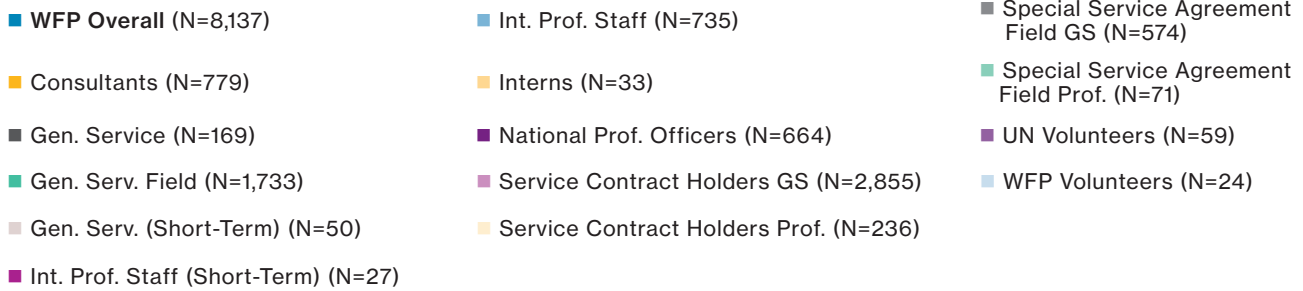 WFP Overall (N=8,137)
Consultants (N=779)
Gen. Service (N=169)
Gen. Serv. Field (N=1,733)
Gen. Serv. (Short-Term) (N=50)
Int. Prof. Staff (Short-Term) (N=27)
Int. Prof. Staff (N=735)
Interns (N=33)
National Prof. Officers (N=664)
Service Contract Holders GS (N=2,855)
Service Contract Holders Prof. (N=236)
Special Service Agreement
Field GS (N=574)
Special Service Agreement
Field Prof. (N=71)
UN Volunteers (N=59)
WFP Volunteers (N=24)